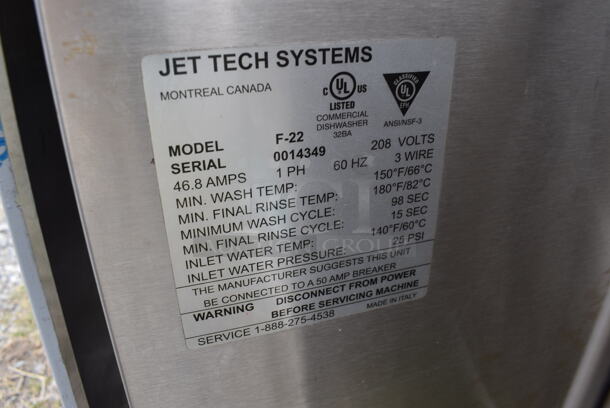 JET TECH SYSTEMS
MONTREAL CANADA
C UL US
LISTED
COMMERCIAL
DISHWASHER
32BA
CLASSIFIED
UL
EPH
ANSI/NSF-3
MODEL F-22
SERIAL 0014349 208 VOLTS
46.8 AMPS 1 PH 60 HZ 3 WIRE
MIN. WASH TEMP: 150°F/66°C
MIN. FINAL RINSE TEMP: 180°F/82°C
MINIMUM WASH CYCLE: 98 SEC
MIN. FINAL RINSE CYCLE: 15 SEC
INLET WATER TEMP: 140°F/60°C
INLET WATER PRESSURE: 25 PSI
THE MANUFACTURER SUGGESTS THIS UNIT
BE CONNECTED TO A 50 AMP BREAKER
WARNING DISCONNECT FROM POWER
BEFORE SERVICING MACHINE
SERVICE 1-888-275-4538 MADE IN ITALY